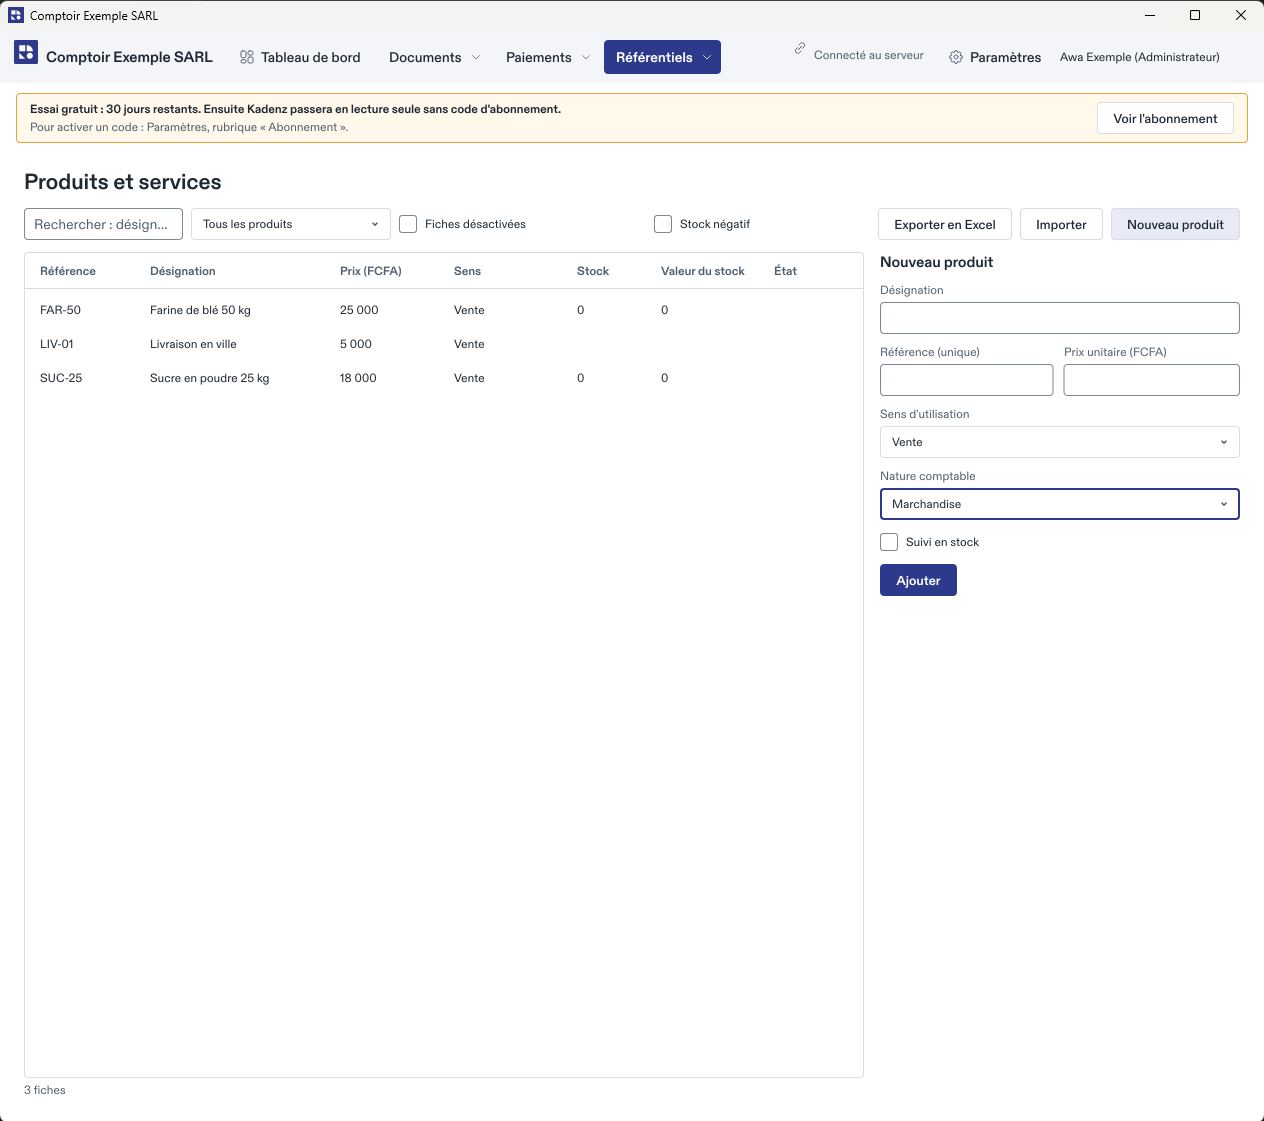 Comptoir Exemple SARL
Comptoir Exemple SARL
Tableau de bord
Documents
Paiements
Référentiels
Connecté au serveur
Paramètres
Awa Exemple (Administrateur)
Essai gratuit : 30 jours restants. Ensuite Kadenz passera en lecture seule sans code d'abonnement.
Pour activer un code : Paramètres, rubrique « Abonnement ».
Voir l'abonnement
Produits et services
Rechercher : désign...
Tous les produits
Fiches désactivées
Stock négatif
Exporter en Excel
Importer
Nouveau produit
Référence Désignation Prix (FCFA) Sens Stock Valeur du stock État
FAR-50 Farine de blé 50 kg 25 000 Vente 0 0
LIV-01 Livraison en ville 5 000 Vente
SUC-25 Sucre en poudre 25 kg 18 000 Vente 0 0
3 fiches
Nouveau produit
Désignation
Référence (unique) Prix unitaire (FCFA)
Sens d'utilisation
Vente
Nature comptable
Marchandise
Suivi en stock
Ajouter